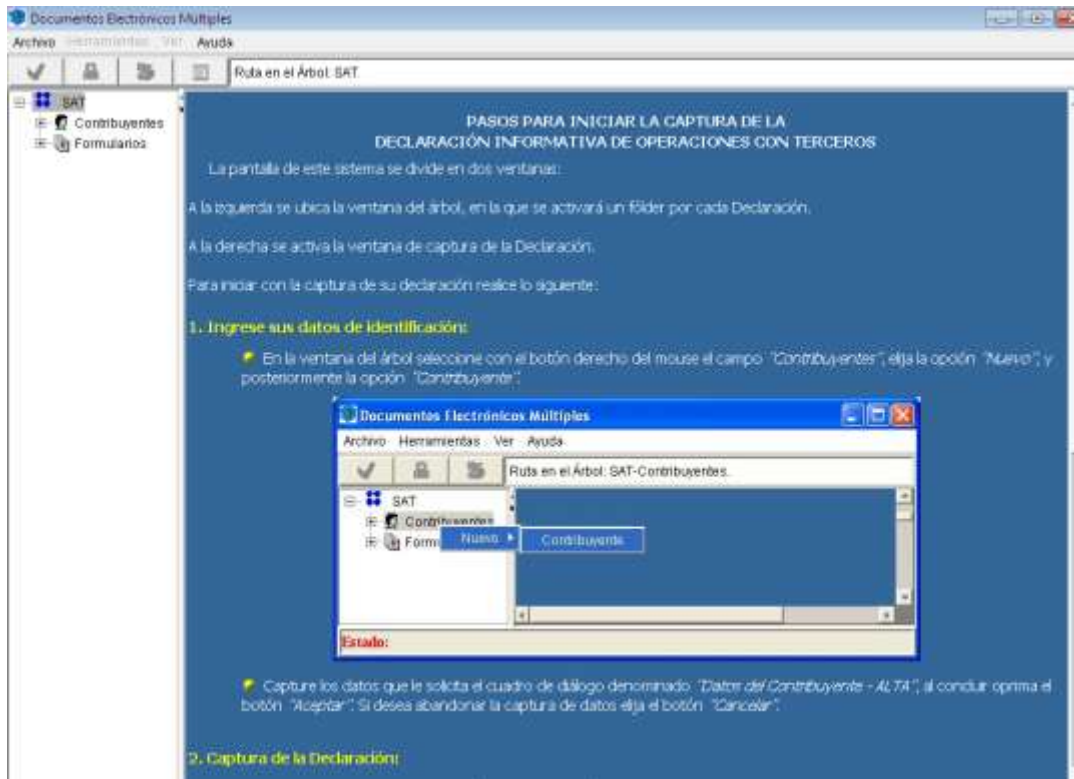 Documentos Electrónicos Múltiples
Archivo Herramientas Ver Ayuda
Ruta en el Árbol: SAT
SAT
Contribuyentes
Formularios
PASOS PARA INICIAR LA CAPTURA DE LA
DECLARACIÓN INFORMATIVA DE OPERACIONES CON TERCEROS
La pantalla de este sistema se divide en dos ventanas:
A la izquierda se ubica la ventana del árbol, en la que se activará un fólder por cada Declaración.
A la derecha se activa la ventana de captura de la Declaración.
Para iniciar con la captura de su declaración realice lo siguiente:
1. Ingrese sus datos de identificación:
En la ventana del árbol seleccione con el botón derecho del mouse el campo "Contribuyentes", elija la opción "Nuevo", y
posteriormente la opción "Contribuyente".
Documentos Electrónicos Múltiples
Archivo Herramientas Ver Ayuda
Ruta en el Árbol: SAT-Contribuyentes.
SAT
Contribuyentes
Nuevo Contribuyente
Form
Estado:
Capture los datos que le solicita el cuadro de diálogo denominado "Datos del Contribuyente - ALTA", al concluir oprima el
botón "Aceptar". Si desea abandonar la captura de datos elija el botón "Cancelar".
2. Captura de la Declaración: